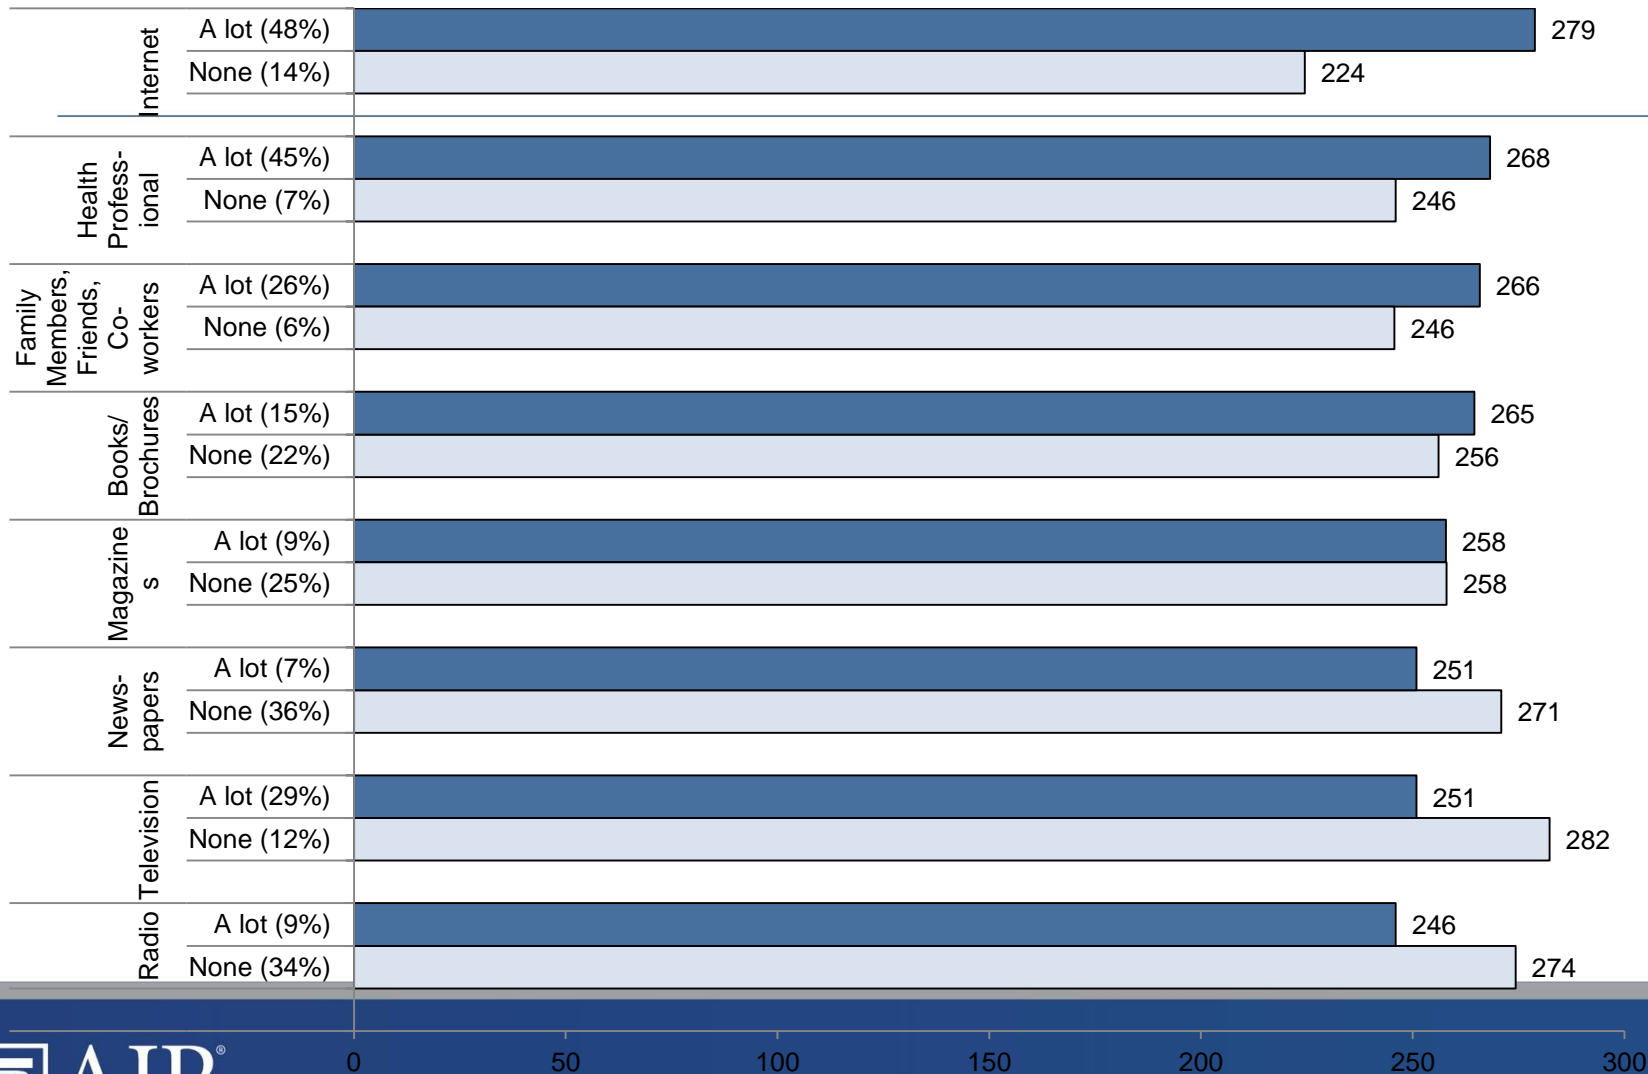 Internet
A lot (48%)
279
None (14%)
224
Health
Profess-
ional
A lot (45%)
268
None (7%)
246
Family
Members,
Friends,
Co-
workers
A lot (26%)
266
None (6%)
246
Books/
Brochures
A lot (15%)
265
None (22%)
256
Magazine
s
A lot (9%)
258
None (25%)
258
News-
papers
A lot (7%)
251
None (36%)
271
Television
A lot (29%)
251
None (12%)
282
Radio
A lot (9%)
246
None (34%)
274
0 50 100 150 200 250 300
AIR®